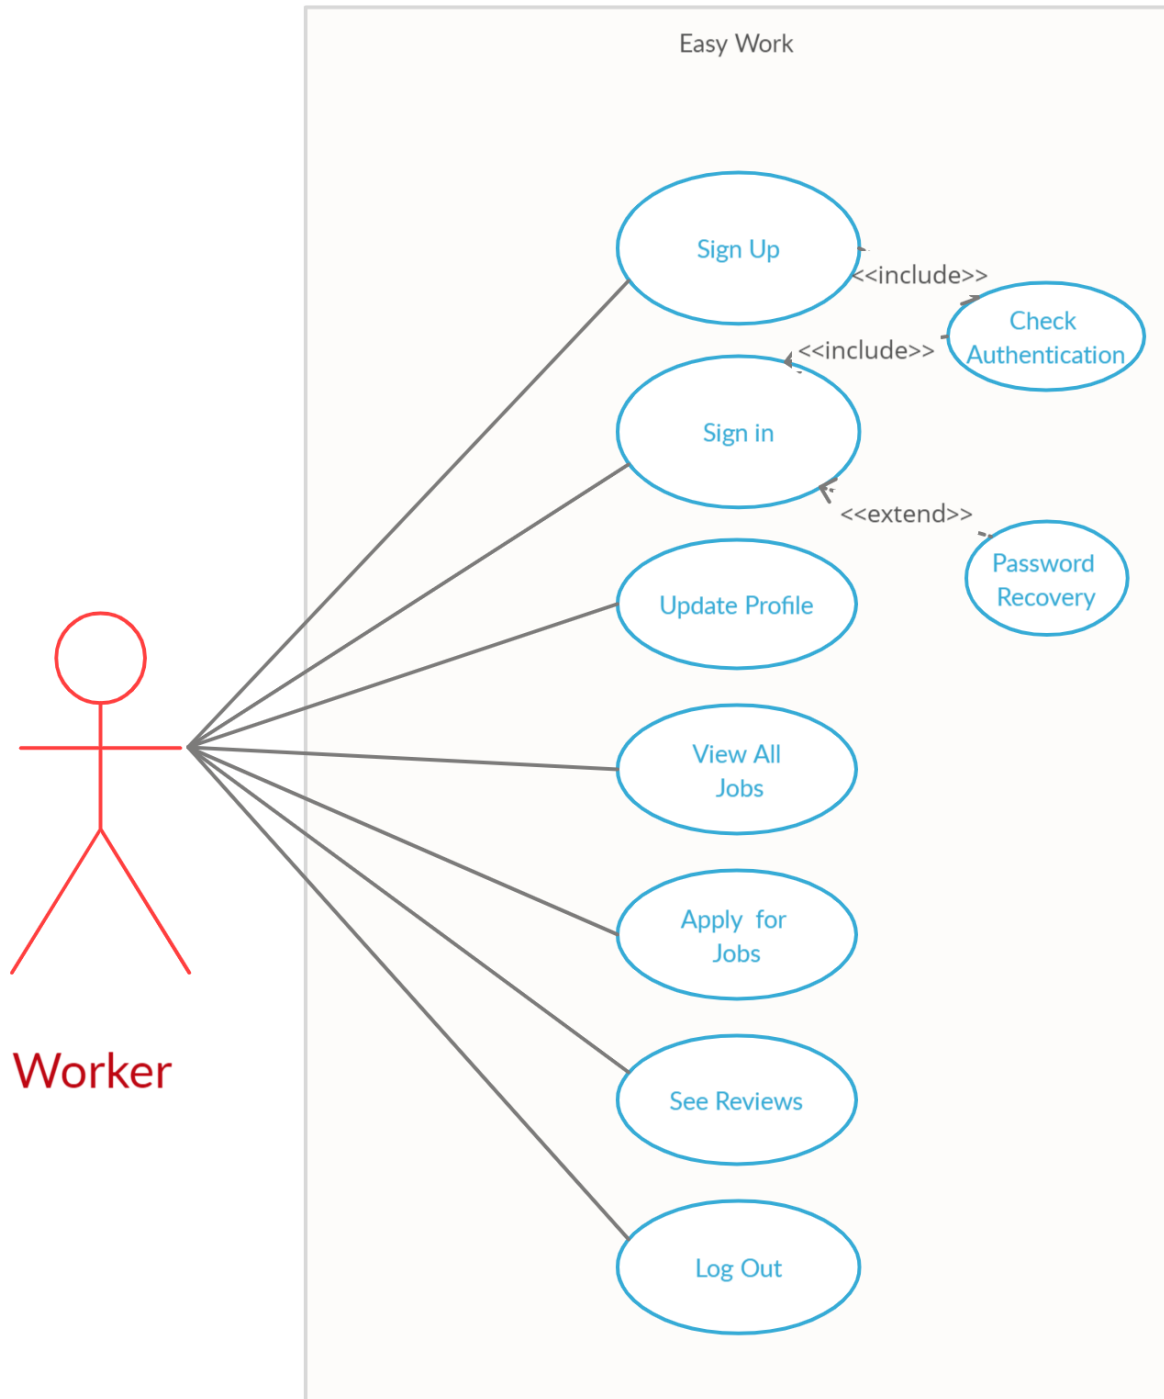 Easy Work
Sign Up
<<include>>
Check
Authentication
<<include>>
Sign in
<<extend>>
Password
Recovery
Update Profile
View All
Jobs
Apply for
Jobs
See Reviews
Log Out
Worker